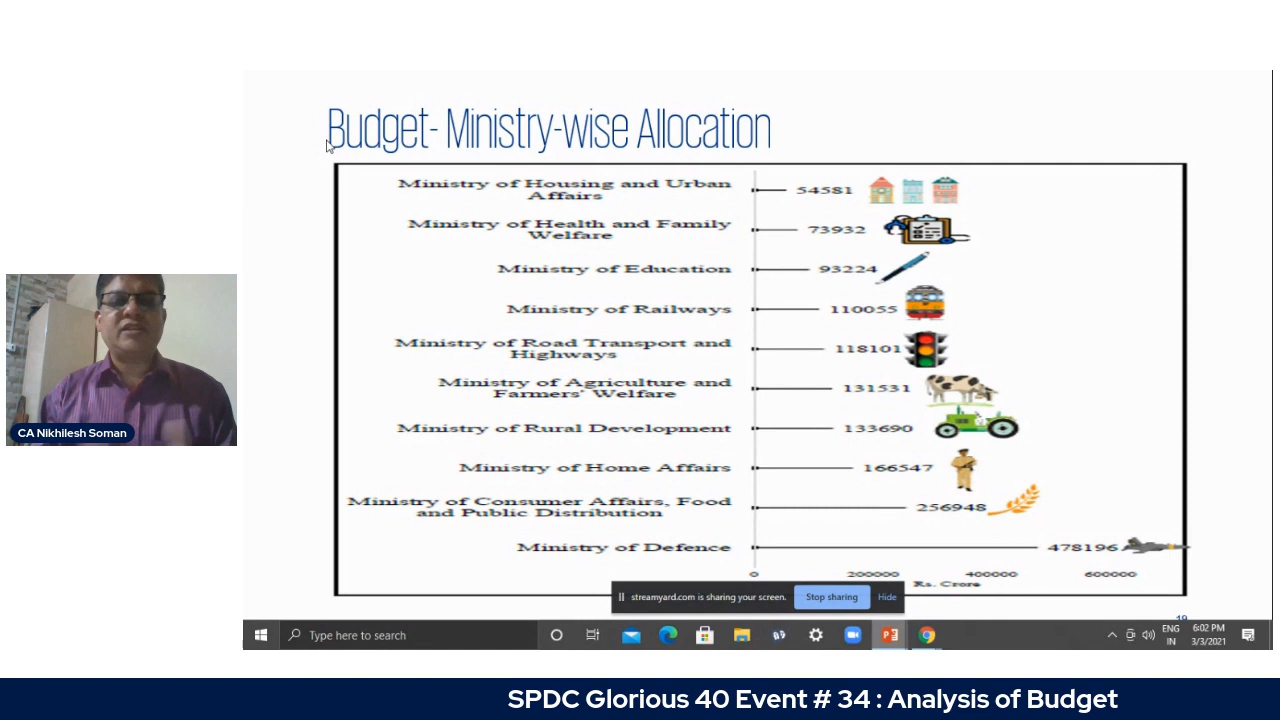 Budget- Ministry-wise Allocation
Ministry of Housing and Urban
Affairs
54581
Ministry of Health and Family
Welfare
73932
Ministry of Education
93224
Ministry of Railways
110055
Ministry of Road Transport and
Highways
118101
Ministry of Agriculture and
Farmers' Welfare
131531
Ministry of Rural Development
133690
Ministry of Home Affairs
166547
Ministry of Consumer Affairs, Food
and Public Distribution
256948
Ministry of Defence
478196
0 200000 400000 600000
Rs. Crore
CA Nikhilesh Soman
streamyard.com is sharing your screen. Stop sharing Hide
19
Type here to search
ENG
IN
6:02 PM
3/3/2021
SPDC Glorious 40 Event # 34 : Analysis of Budget